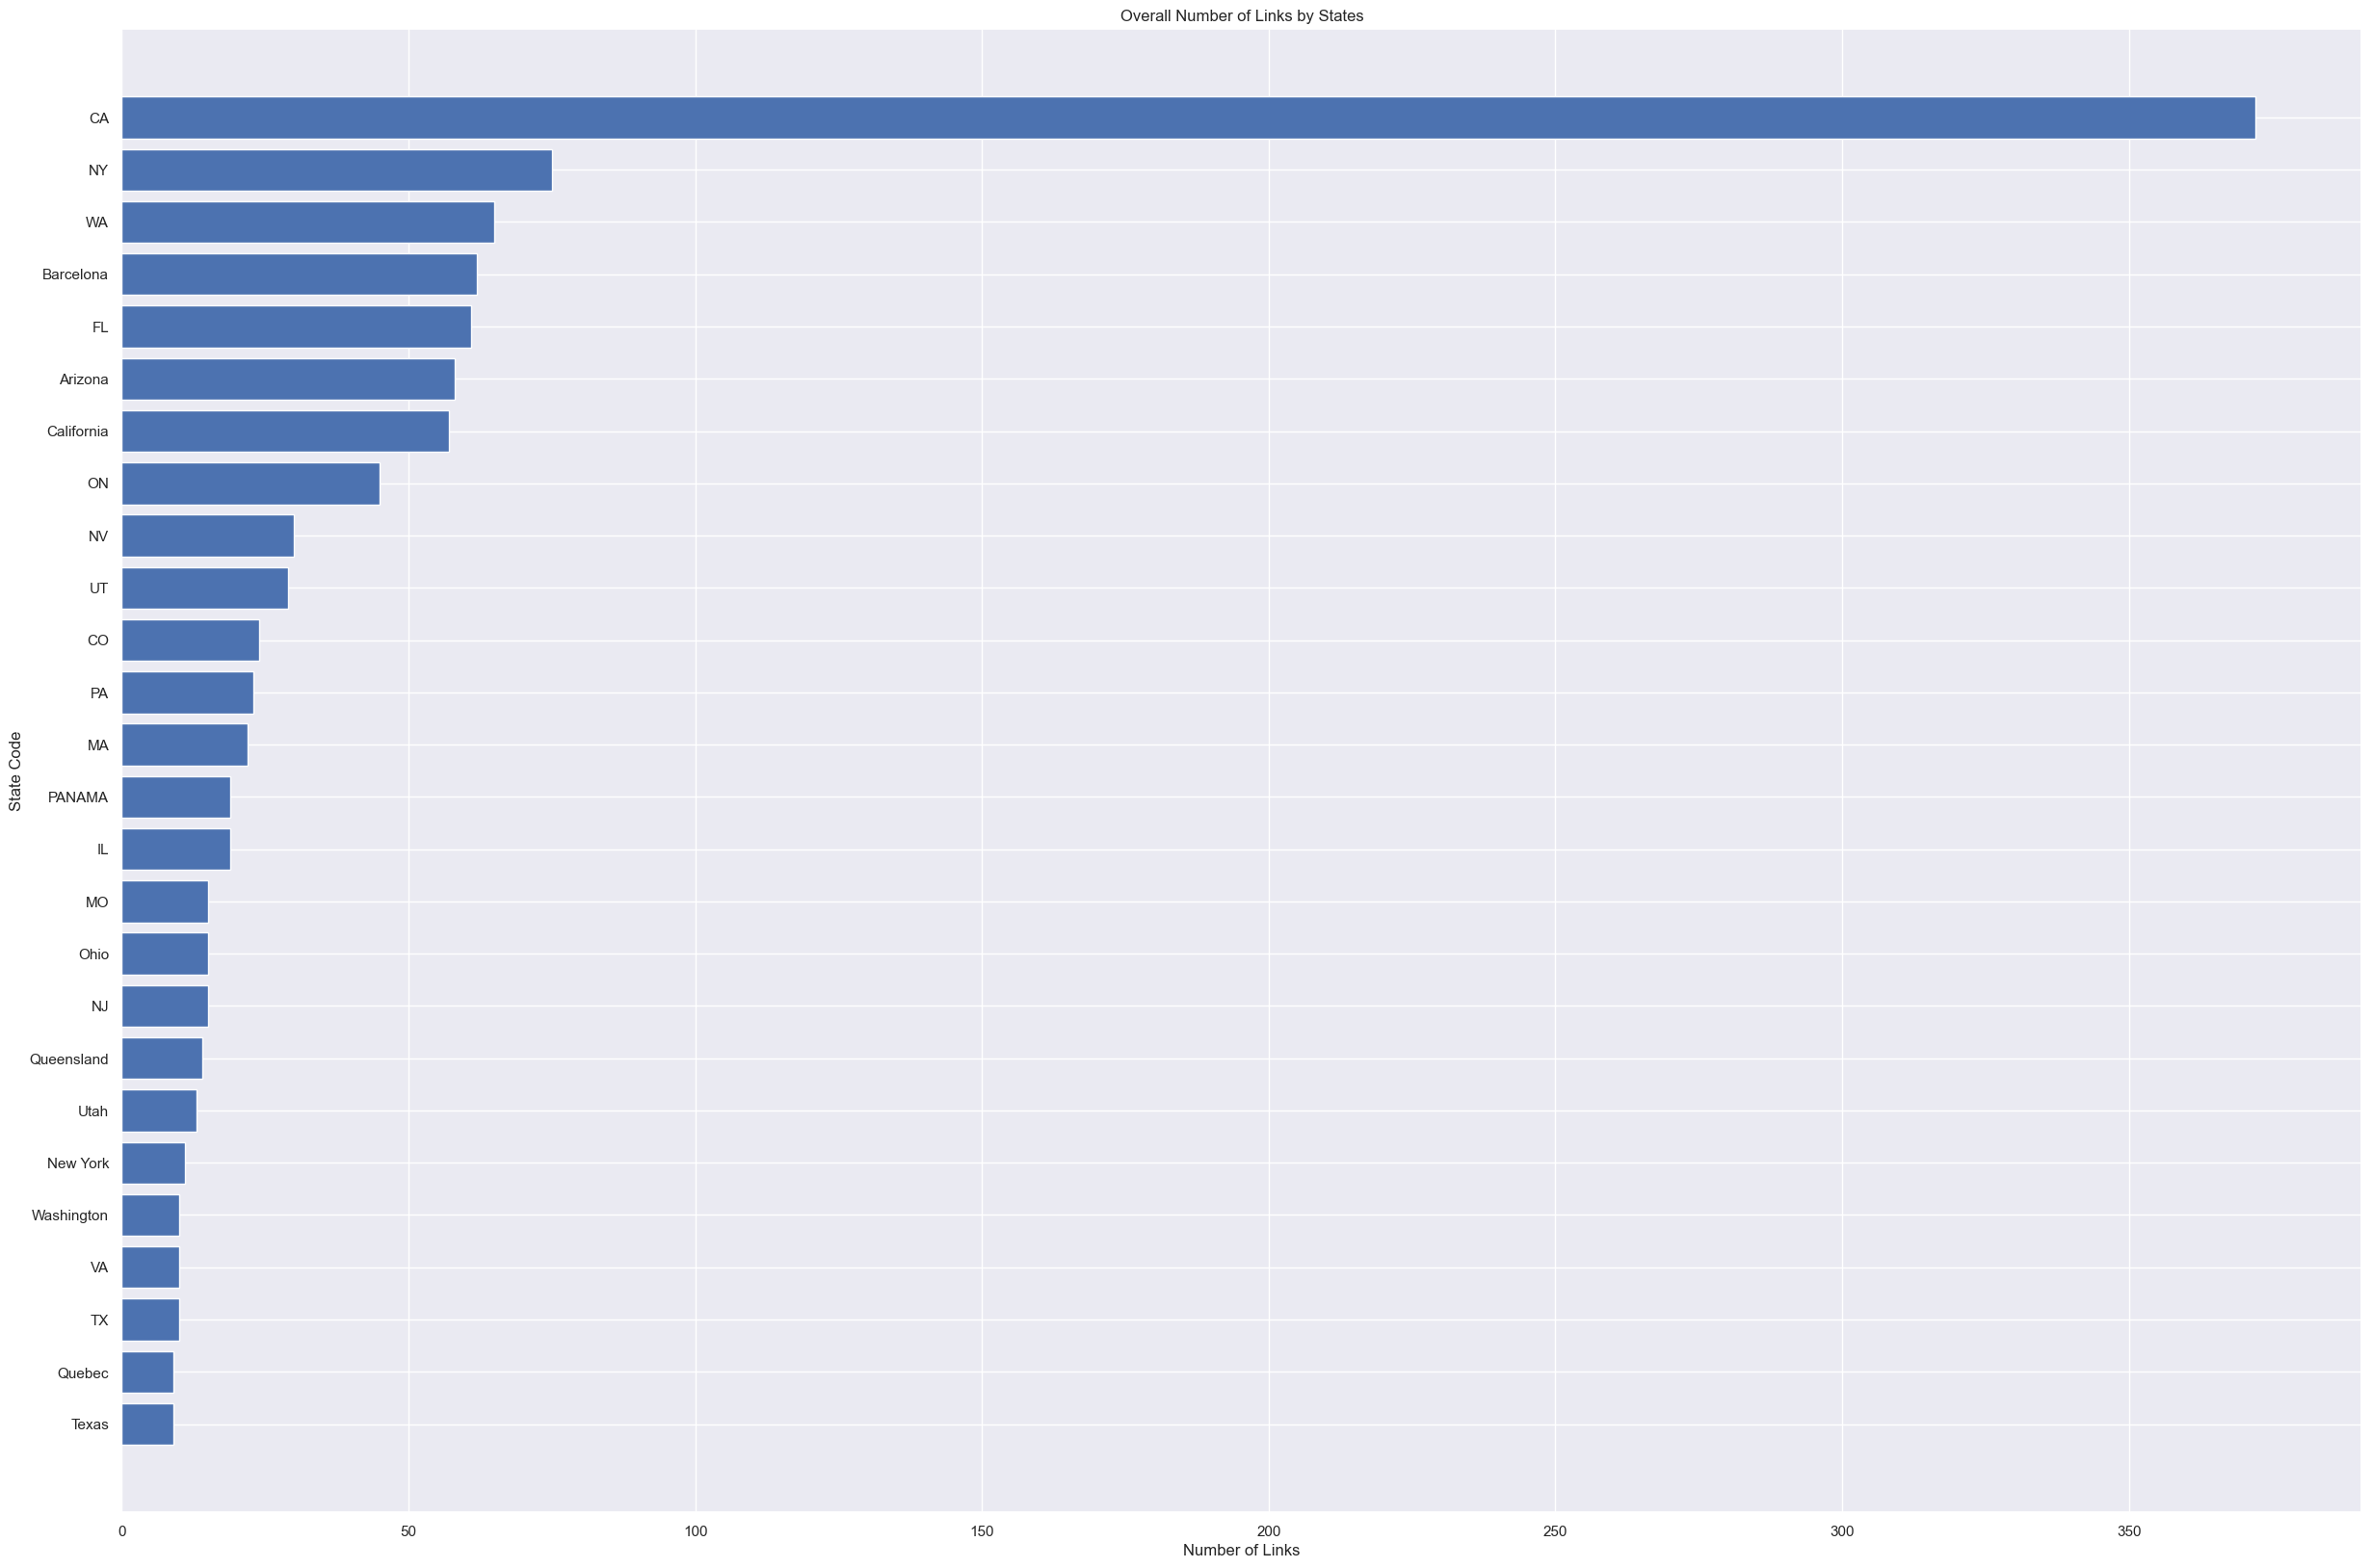 Overall Number of Links by States
CA
NY
WA
Barcelona
FL
Arizona
California
ON
NV
UT
CO
PA
MA
PANAMA
IL
MO
Ohio
NJ
Queensland
Utah
New York
Washington
VA
TX
Quebec
Texas
State Code
0 50 100 150 200 250 300 350
Number of Links